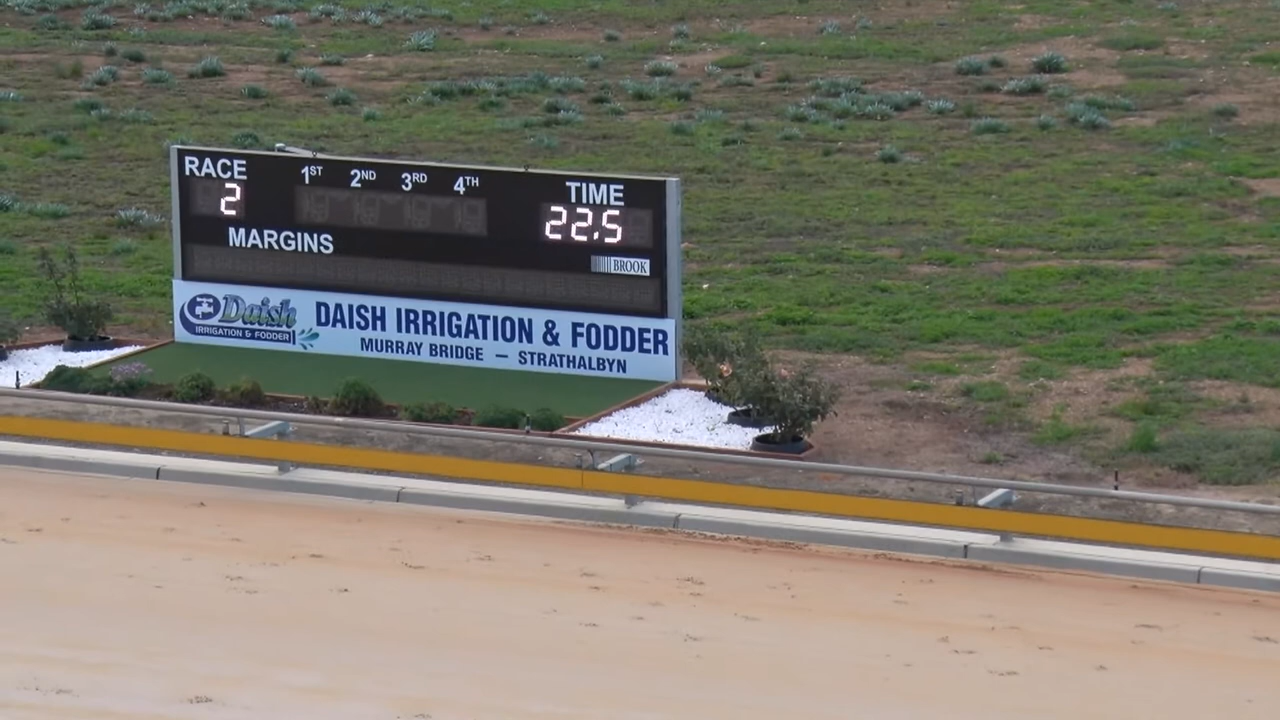 RACE 1ST 2ND 3RD 4TH TIME
2 22.5
MARGINS
BROOK
Daish
IRRIGATION & FODDER
DAISH IRRIGATION & FODDER
MURRAY BRIDGE — STRATHALBYN